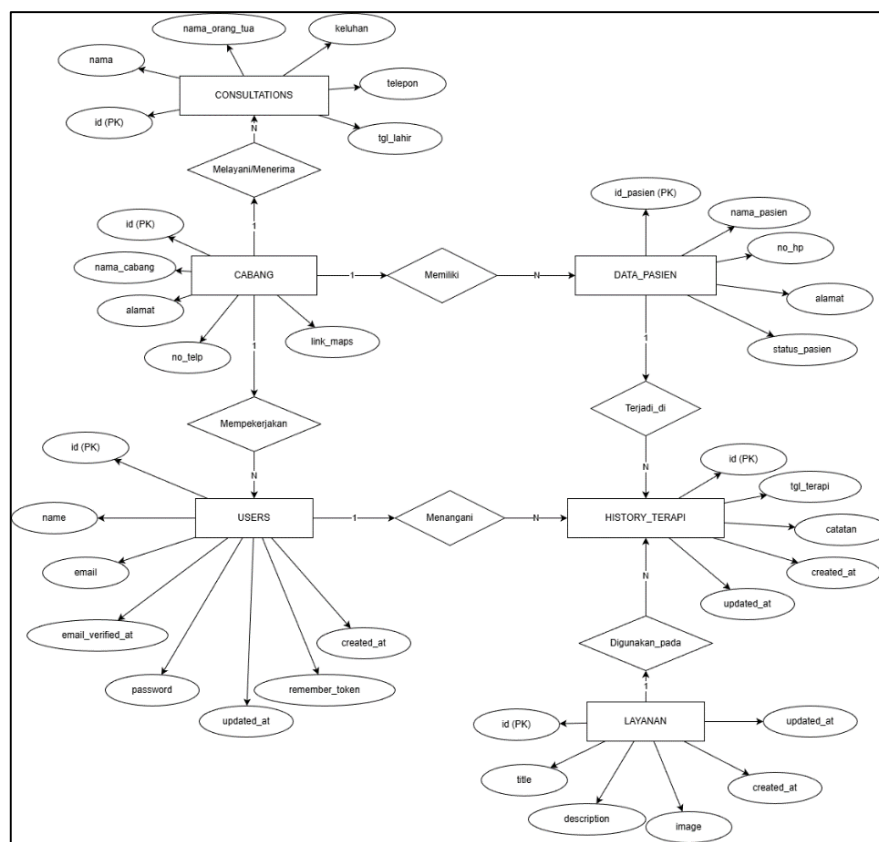 nama_orang_tua
keluhan
nama
telepon
CONSULTATIONS
id (PK)
tgl_lahir
N
Melayani/Menerima
1
id_pasien (PK)
id (PK)
nama_pasien
nama_cabang
no_hp
CABANG
1
Memiliki
N
DATA_PASIEN
alamat
alamat
no_telp
link_maps
status_pasien
1
1
Terjadi_di
Mempekerjakan
id (PK)
id (PK)
N
N
tgl_terapi
name
USERS
1
Menangani
N
HISTORY_TERAPI
catatan
email
created_at
N
updated_at
email_verified_at
created_at
Digunakan_pada
password
remember_token
1
updated_at
id (PK)
LAYANAN
updated_at
title
created_at
description
image